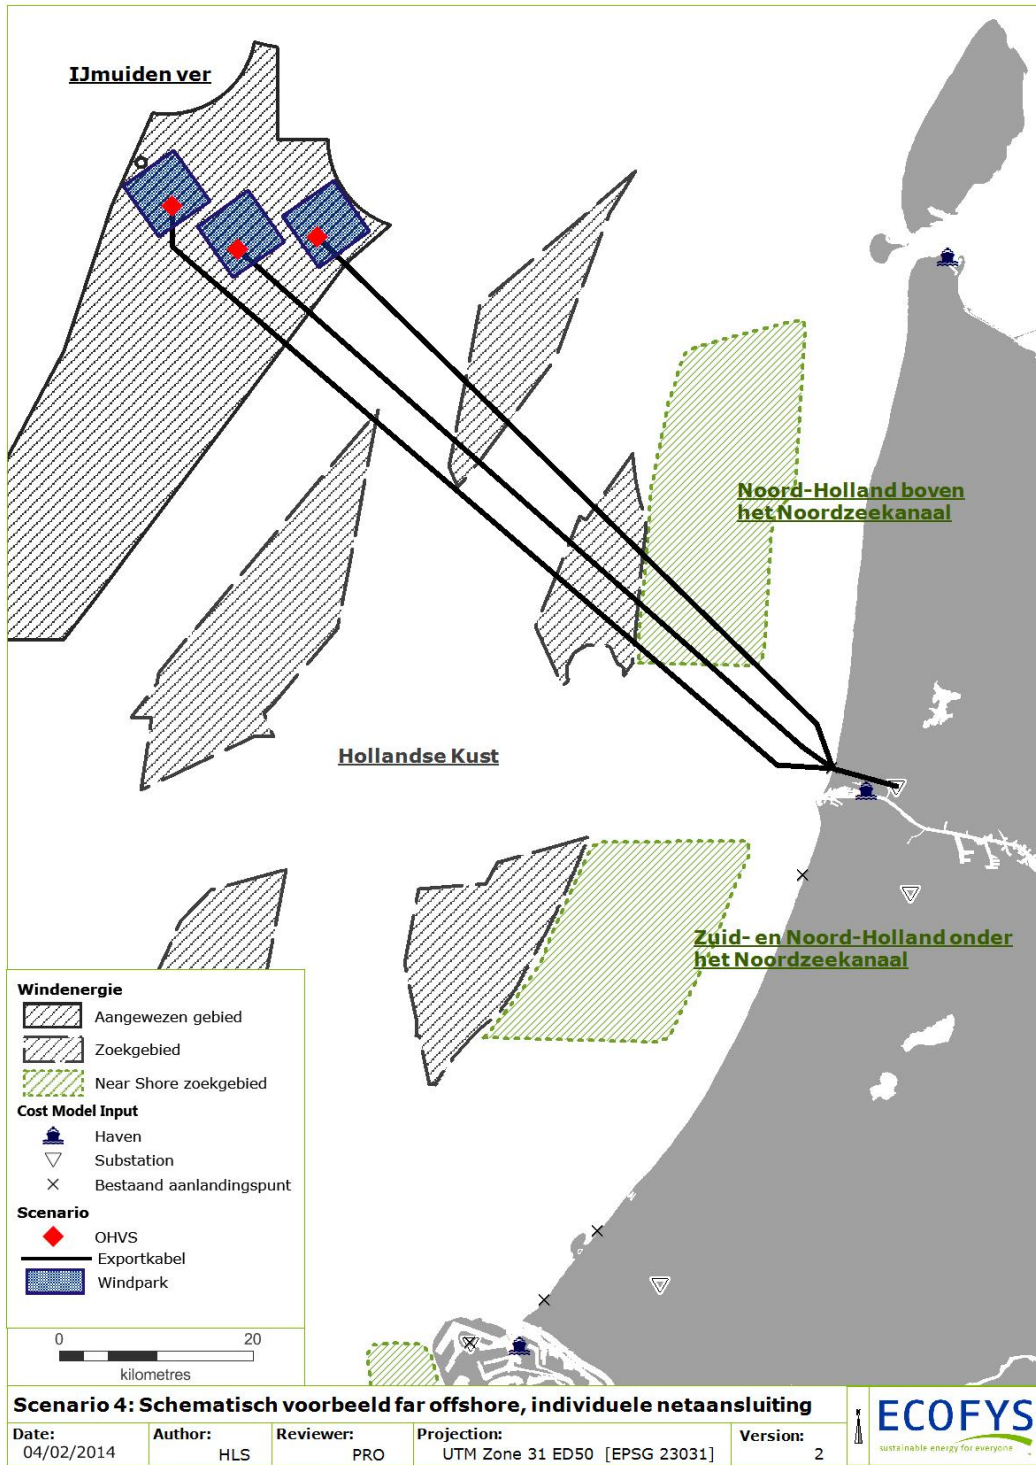 IJmuiden ver
Noord-Holland boven
het Noordzeekanaal
Hollandse Kust
Zuid- en Noord-Holland onder
het Noordzeekanaal
Windenergie
Aangewezen gebied
Zoekgebied
Near Shore zoekgebied
Cost Model Input
Haven
Substation
Bestaand aanlandingspunt
Scenario
OHVS
Exportkabel
Windpark
0 20
kilometres
Scenario 4: Schematisch voorbeeld far offshore, individuele netaansluiting
Date: Author: Reviewer: Projection: Version:
04/02/2014 HLS PRO UTM Zone 31 ED50 [EPSG 23031] 2
ECOFYS
sustainable energy for everyone